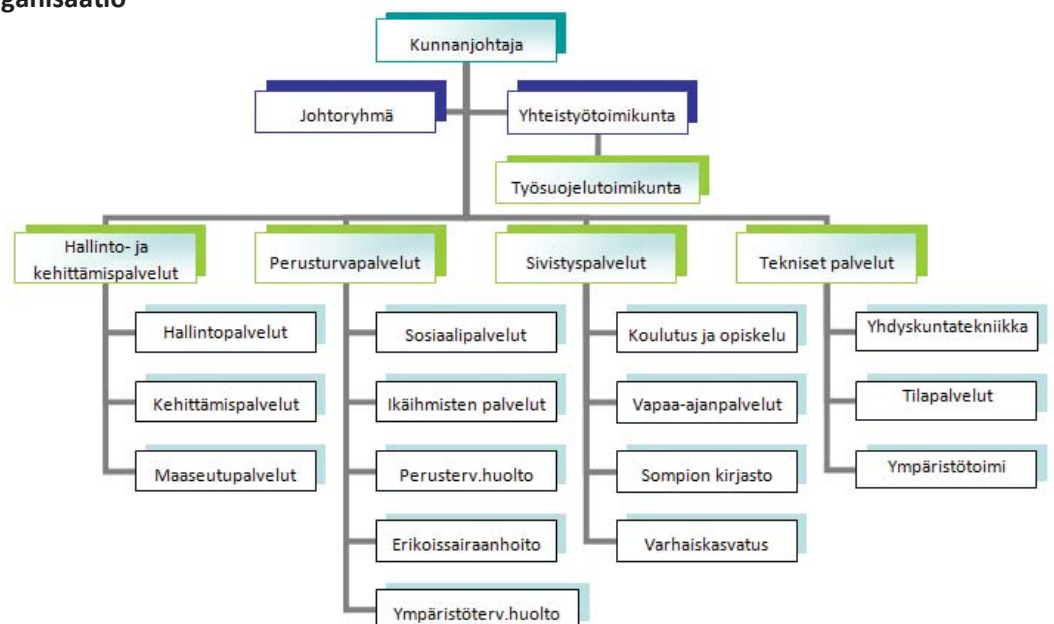 ganisaatio
Kunnanjohtaja
Johtoryhmä
Yhteistyötoimikunta
Työsuojelutoimikunta
Hallinto- ja
kehittämispalvelut
Perusturvapalvelut
Sivistyspalvelut
Tekniset palvelut
Hallintopalvelut
Kehittämispalvelut
Maaseutupalvelut
Sosiaalipalvelut
Ikäihmisten palvelut
Perusterv.huolto
Erikoissairaanhoito
Ympäristöterv.huolto
Koulutus ja opiskelu
Vapaa-ajanpalvelut
Sompion kirjasto
Varhaiskasvatus
Yhdyskuntatekniikka
Tilapalvelut
Ympäristötoimi